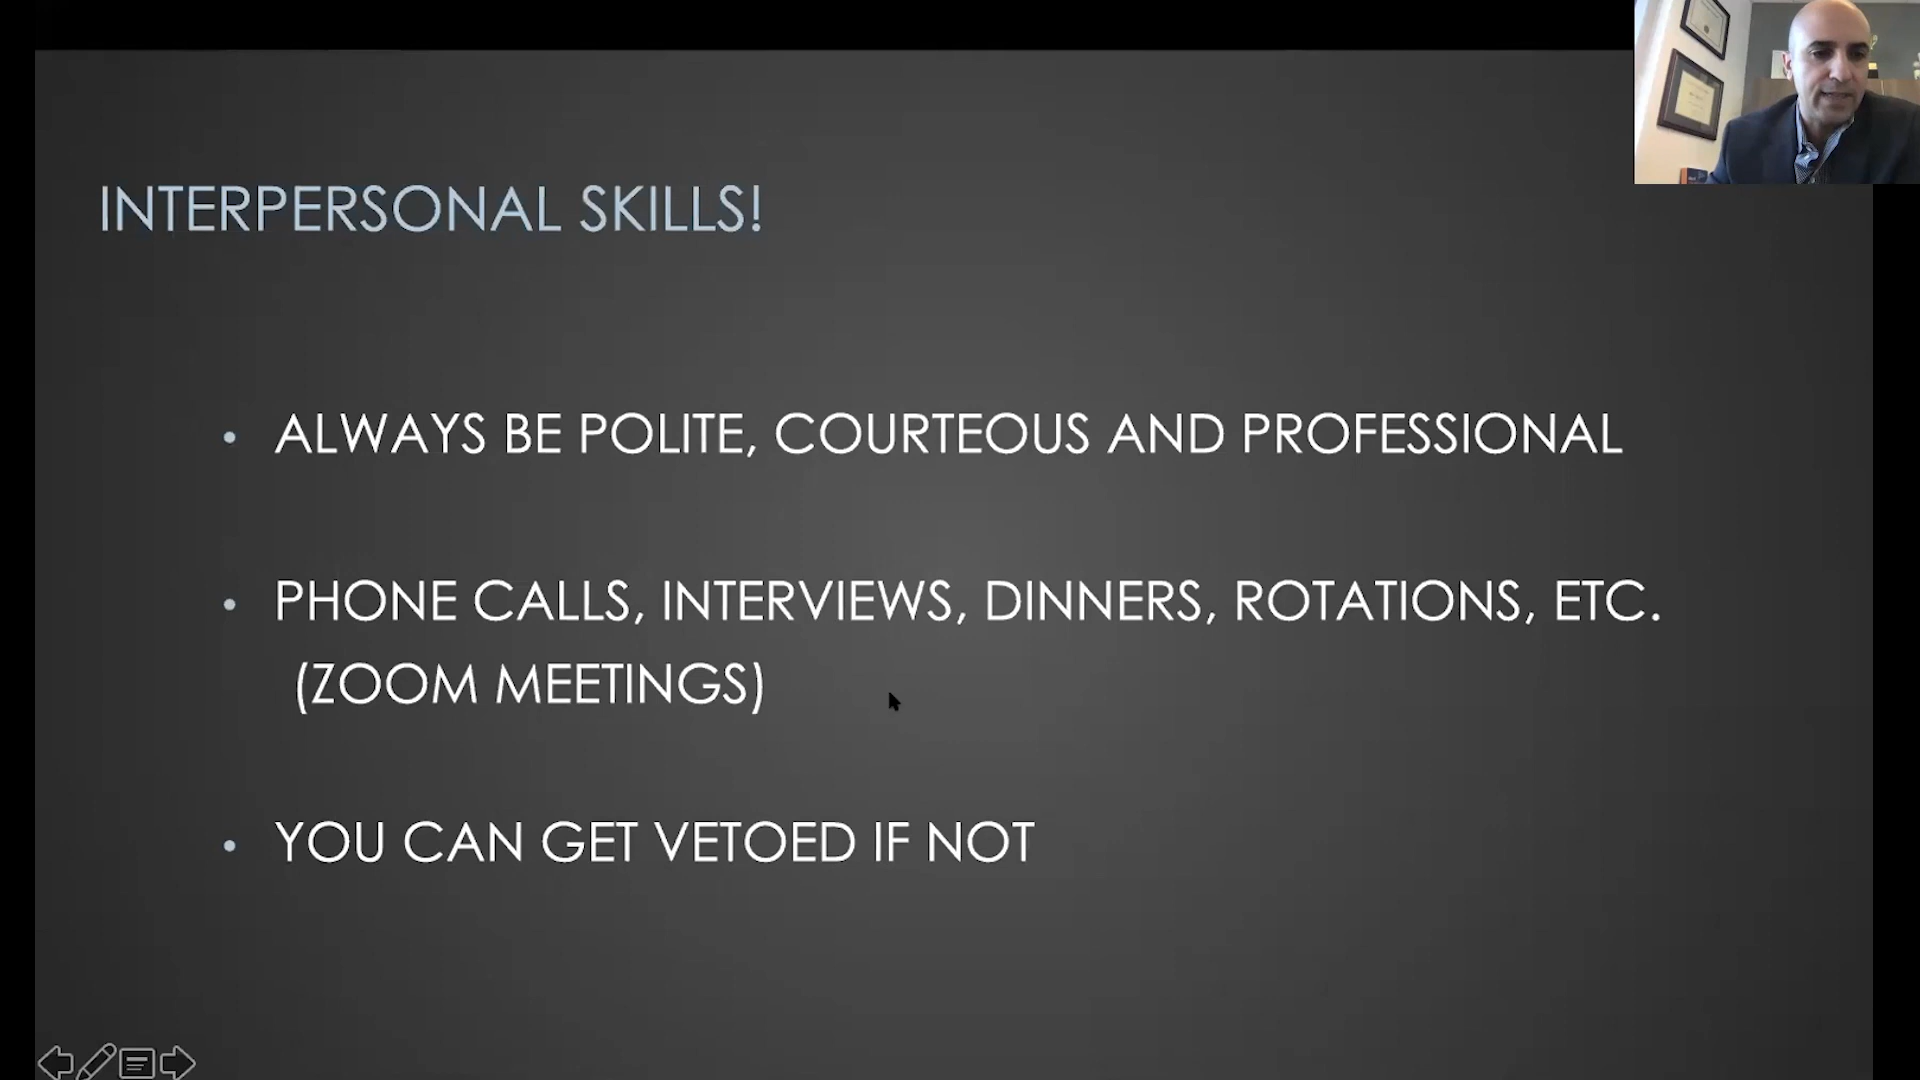 INTERPERSONAL SKILLS!
• ALWAYS BE POLITE, COURTEOUS AND PROFESSIONAL
• PHONE CALLS, INTERVIEWS, DINNERS, ROTATIONS, ETC.
(ZOOM MEETINGS)
• YOU CAN GET VETOED IF NOT